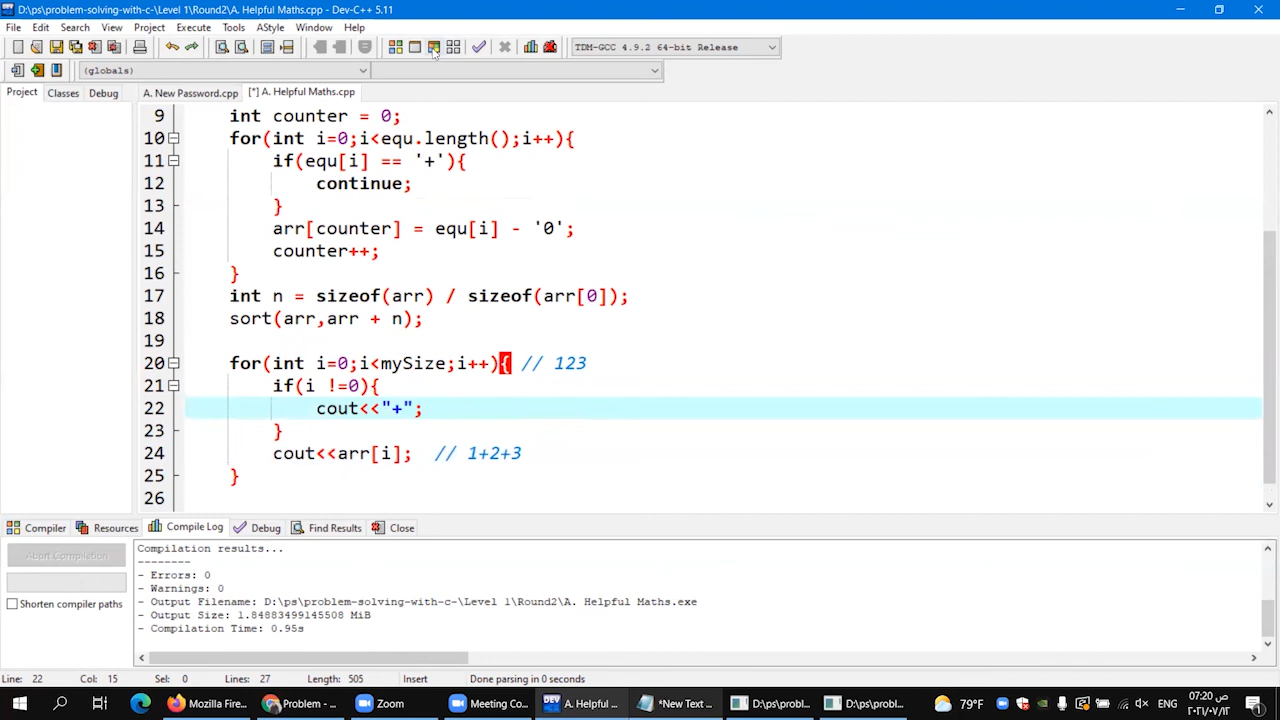 D:\ps\problem-solving-with-c-\Level 1\Round2\A. Helpful Maths.cpp - Dev-C++ 5.11
File Edit Search View Project Execute Tools AStyle Window Help
TDM-GCC 4.9.2 64-bit Release
(globals)
Project Classes Debug A. New Password.cpp [*] A. Helpful Maths.cpp
9 int counter = 0;
10 for(int i=0;i<equ.length();i++){
11 if(equ[i] == '+'){
12 continue;
13 }
14 arr[counter] = equ[i] - '0';
15 counter++;
16 }
17 int n = sizeof(arr) / sizeof(arr[0]);
18 sort(arr,arr + n);
19
20 for(int i=0;i<mySize;i++){ // 123
21 if(i !=0){
22 cout<<"+";
23 }
24 cout<<arr[i]; // 1+2+3
25 }
26
Compiler Resources Compile Log Debug Find Results Close
Abort Compilation
Shorten compiler paths
Compilation results...
--------
- Errors: 0
- Warnings: 0
- Output Filename: D:\ps\problem-solving-with-c-\Level 1\Round2\A. Helpful Maths.exe
- Output Size: 1.84883499145508 MiB
- Compilation Time: 0.95s
Line: 22 Col: 15 Sel: 0 Lines: 27 Length: 505 Insert Done parsing in 0 seconds
Mozilla Fire... Problem - ... Zoom Meeting Co... A. Helpful ... *New Text ... D:\ps\probl... D:\ps\probl... 79°F ENG
07:20 ص